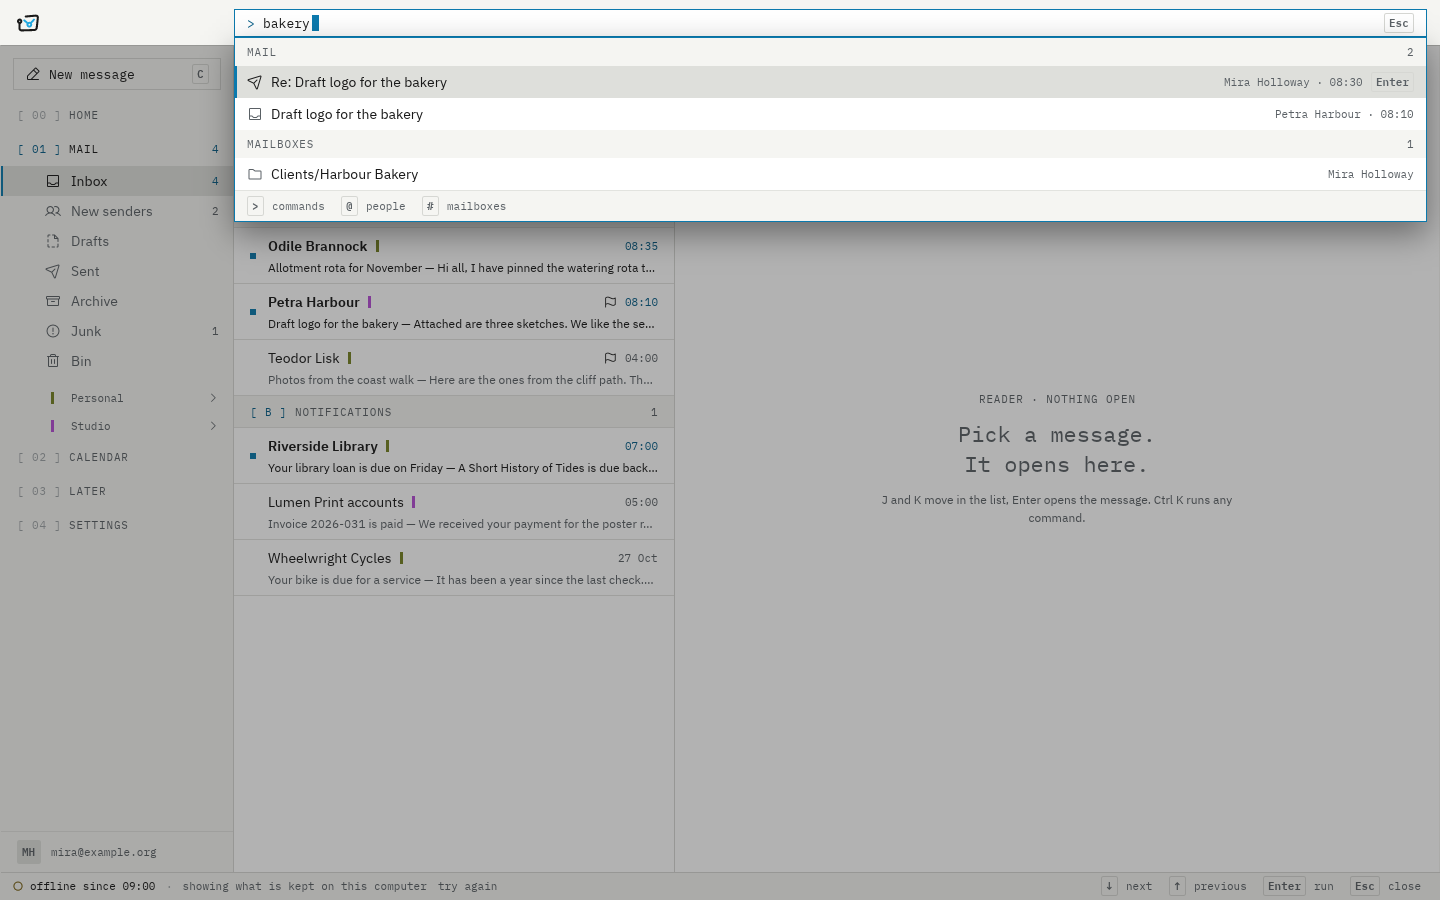 > bakery Esc
MAIL 2
Re: Draft logo for the bakery Mira Holloway · 08:30 Enter
Draft logo for the bakery Petra Harbour · 08:10
MAILBOXES 1
Clients/Harbour Bakery Mira Holloway
> commands @ people # mailboxes
New message C
[ 00 ] HOME
[ 01 ] MAIL 4
Inbox 4
New senders 2
Drafts
Sent
Archive
Junk 1
Bin
Personal
Studio
[ 02 ] CALENDAR
[ 03 ] LATER
[ 04 ] SETTINGS
MH mira@example.org
Odile Brannock 08:35
Allotment rota for November — Hi all, I have pinned the watering rota t...
Petra Harbour 08:10
Draft logo for the bakery — Attached are three sketches. We like the se...
Teodor Lisk 04:00
Photos from the coast walk — Here are the ones from the cliff path. Th...
[ B ] NOTIFICATIONS 1
Riverside Library 07:00
Your library loan is due on Friday — A Short History of Tides is due back...
Lumen Print accounts 05:00
Invoice 2026-031 is paid — We received your payment for the poster r...
Wheelwright Cycles 27 Oct
Your bike is due for a service — It has been a year since the last check....
READER · NOTHING OPEN
Pick a message.
It opens here.
J and K move in the list, Enter opens the message. Ctrl K runs any
command.
offline since 09:00 · showing what is kept on this computer try again
↓ next ↑ previous Enter run Esc close